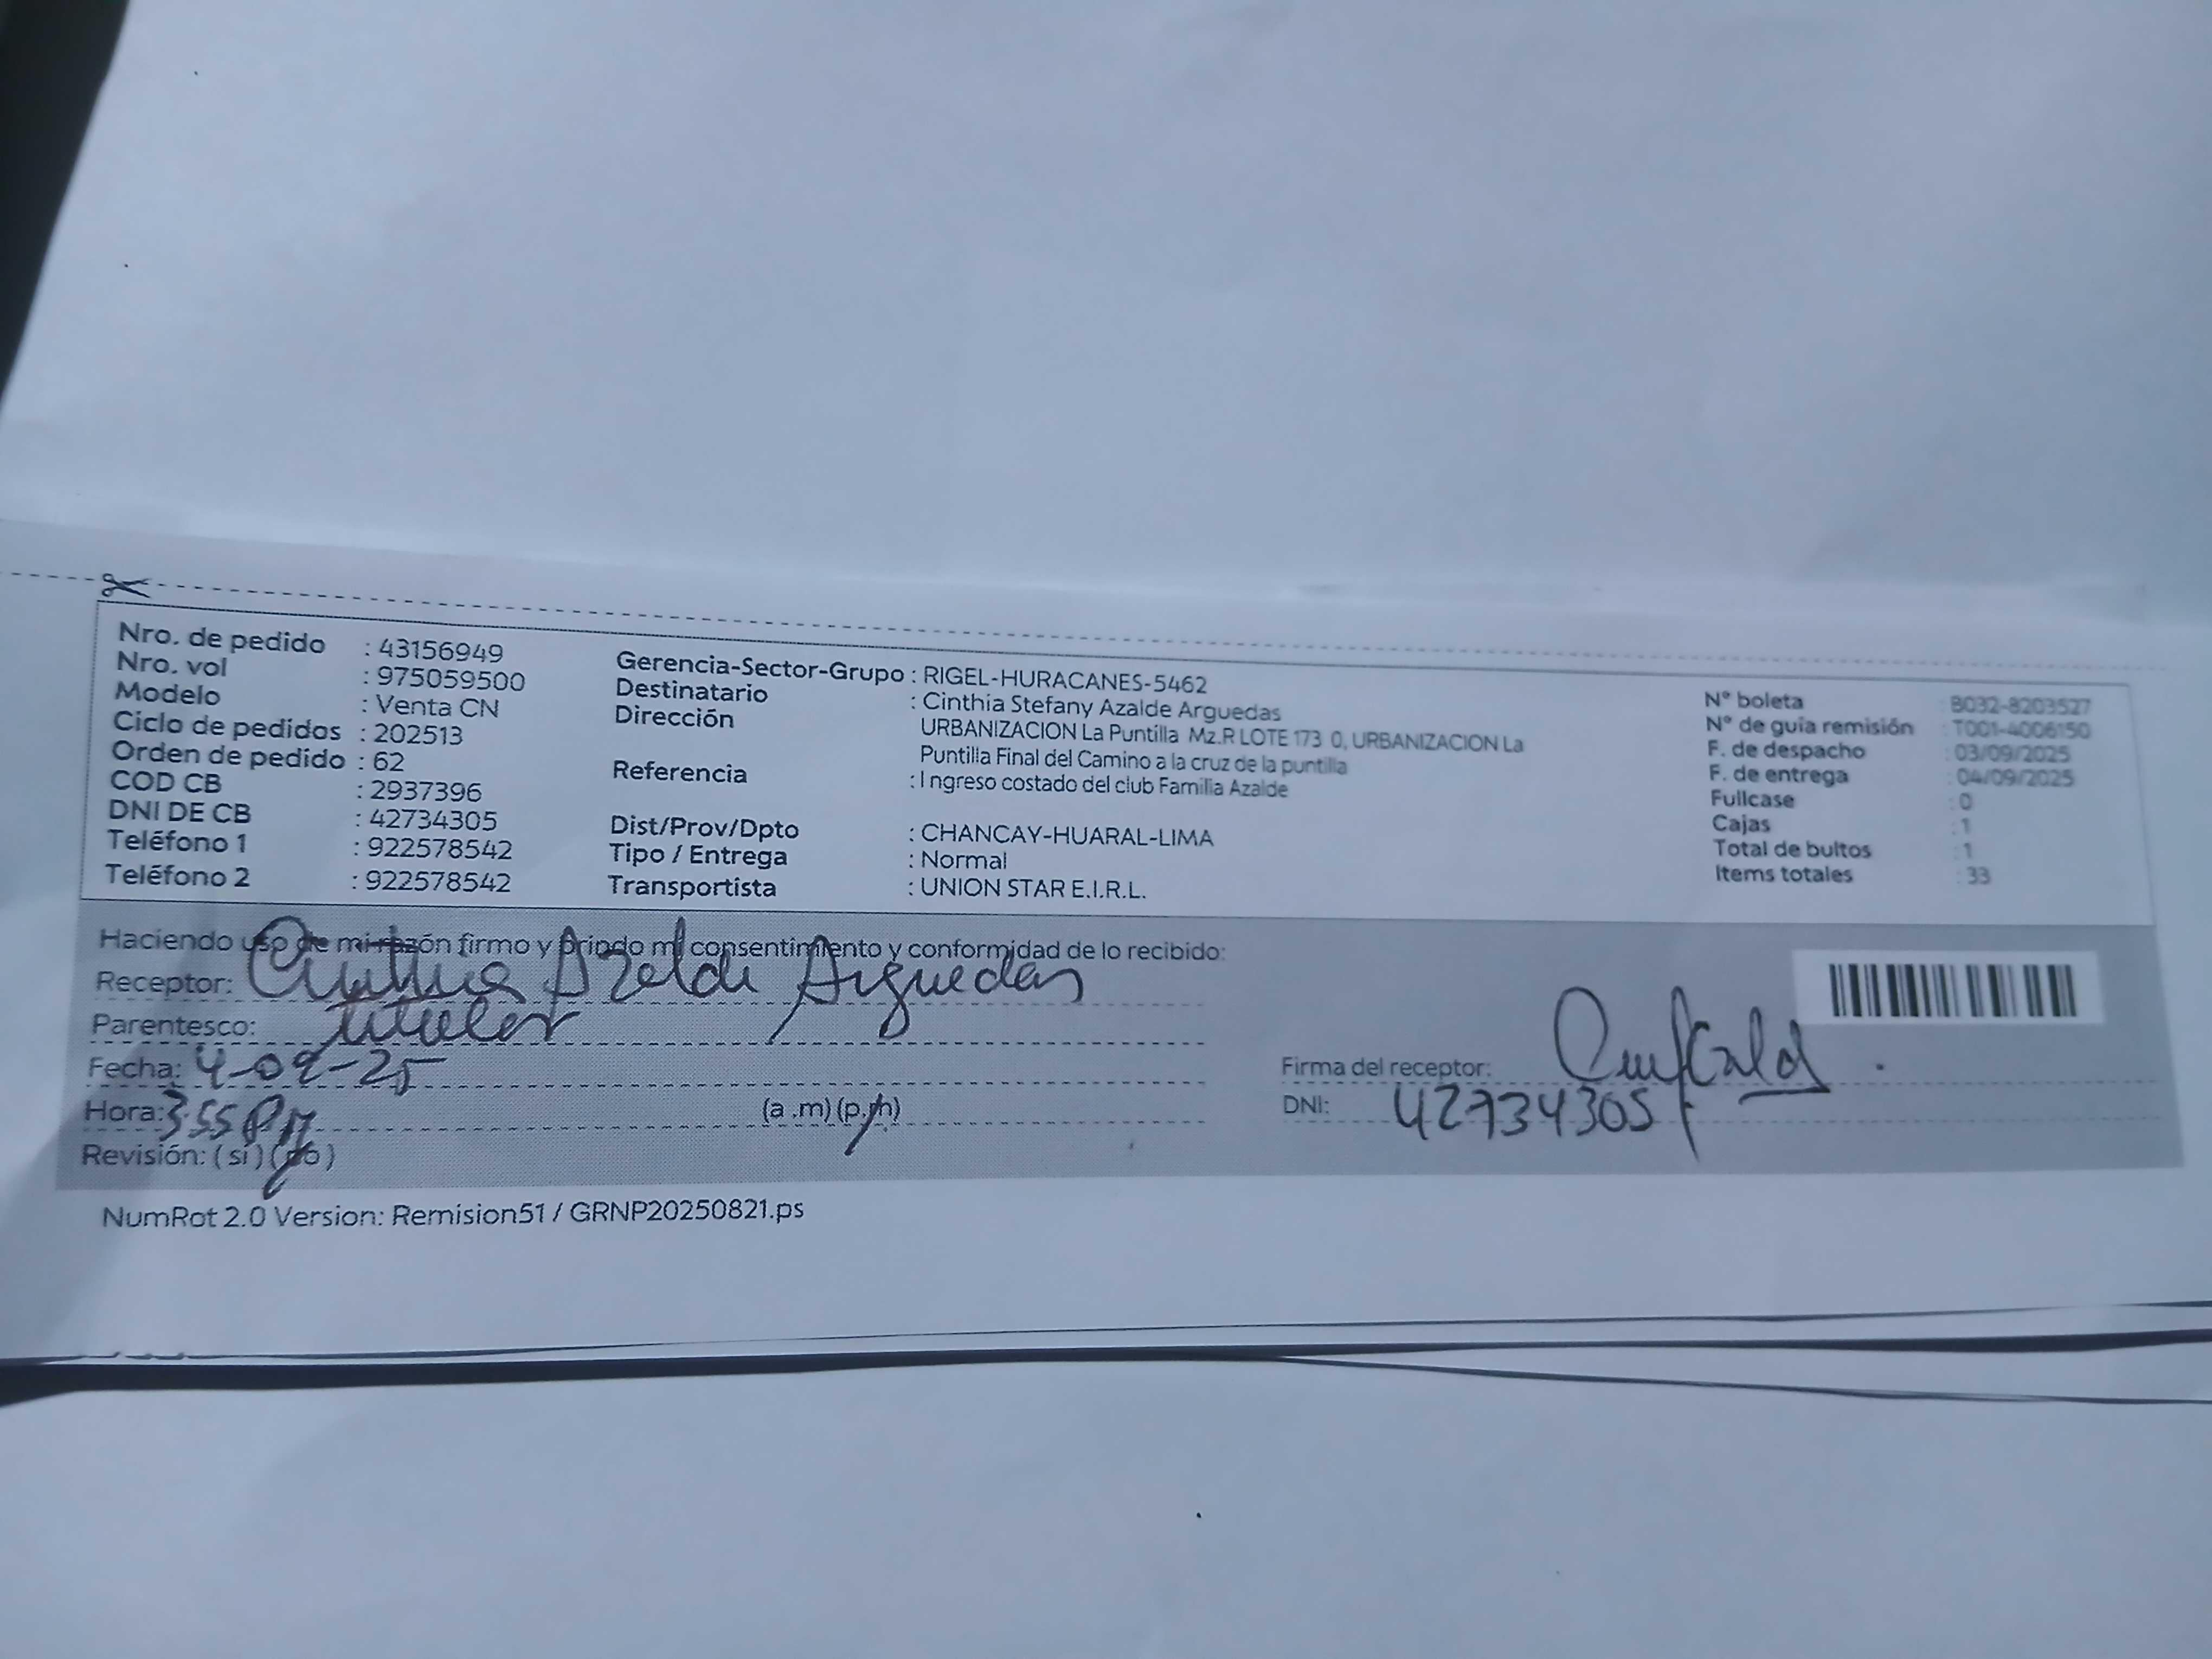 Nro. de pedido : 43156949
Nro. vol : 975059500
Modelo : Venta CN
Ciclo de pedidos : 202513
Orden de pedido : 62
COD CB : 2937396
DNI DE CB : 42734305
Teléfono 1 : 922578542
Teléfono 2 : 922578542
Gerencia-Sector-Grupo : RIGEL-HURACANES-5462
Destinatario : Cinthia Stefany Azalde Arguedas
Dirección URBANIZACION La Puntilla Mz.R LOTE 173 0, URBANIZACION La
Puntilla Final del Camino a la cruz de la puntilla
Referencia : Ingreso costado del club Familia Azalde
Dist/Prov/Dpto : CHANCAY-HUARAL-LIMA
Tipo / Entrega : Normal
Transportista : UNION STAR E.I.R.L.
N° boleta : B032-8203527
N° de guía remisión : T001-4006150
F. de despacho : 03/09/2025
F. de entrega : 04/09/2025
Fullcase : 0
Cajas : 1
Total de bultos : 1
Items totales : 33
Haciendo uso de mi razón firmo y brindo mi consentimiento y conformidad de lo recibido:
Receptor: Cinthia Azalde Arguedas
Parentesco: titular
Fecha: 4-09-25
Hora: 3 55 PM (a .m) (p.m)
Revisión: ( si ) ( no )
Firma del receptor:
DNI: 42734305
NumRot 2.0 Version: Remision51 / GRNP20250821.ps